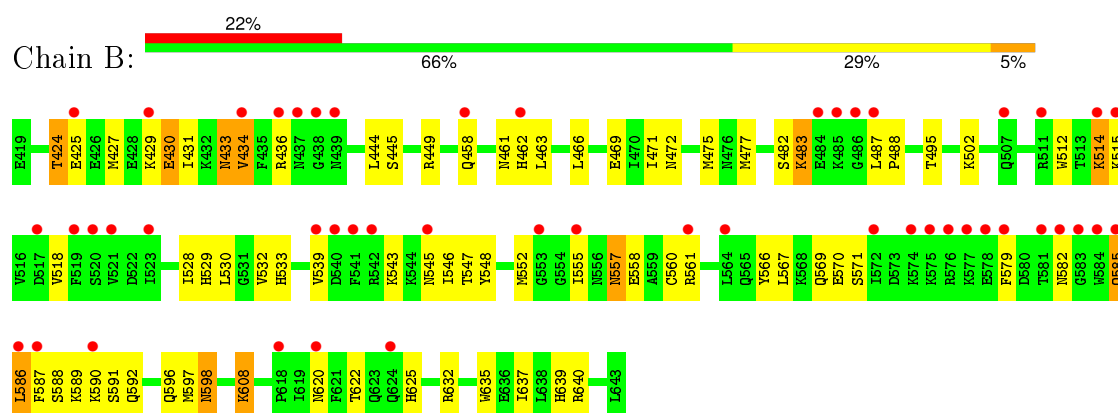 22%
Chain B:
66% 29% 5%
E419 T424 E425 E426 M427 E428 K429 E430 I431 K432 N433 V434 F435 R436 N437 G438 N439 L444 S445 R449 Q458 N461 H462 L463 L466 E469 I470 I471 N472 M475 N476 M477 S482 K483 E484 K485 G486 L487 P488 T495 K502 Q507 R511 W512 T513 K514 K515
V516 D517 V518 F519 S520 V521 D522 I523 I528 H529 L530 G531 V532 H533 V539 D540 F541 R542 K543 K544 N545 I546 T547 Y548 M552 G553 G554 I555 N556 N557 E558 A559 C560 R561 L564 Q565 Y566 L567 K568 Q569 E570 S571 I572 D573 K574 K575 R576 K577 E578 F579 D580 T581 N582 G583 W584 Q585
L586 F587 S588 K589 K590 S591 Q592 Q596 M597 N598 K608 P618 I619 N620 F621 T622 Q623 Q624 H625 R632 W635 E636 I637 L638 H639 R640 L643